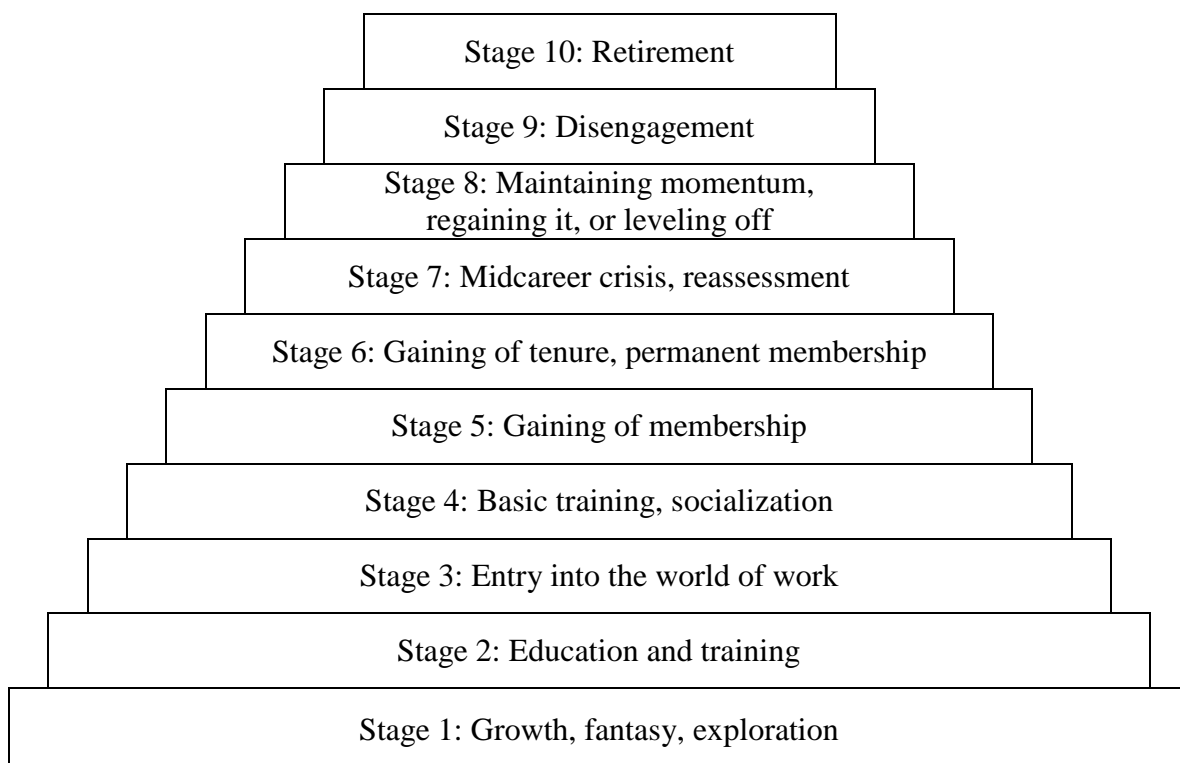 Stage 10: Retirement
Stage 9: Disengagement
Stage 8: Maintaining momentum,
regaining it, or leveling off
Stage 7: Midcareer crisis, reassessment
Stage 6: Gaining of tenure, permanent membership
Stage 5: Gaining of membership
Stage 4: Basic training, socialization
Stage 3: Entry into the world of work
Stage 2: Education and training
Stage 1: Growth, fantasy, exploration